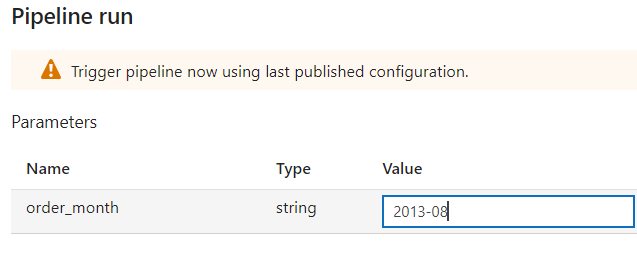 Pipeline run
Trigger pipeline now using last published configuration.
Parameters
Name Type Value
order_month string 2013-08